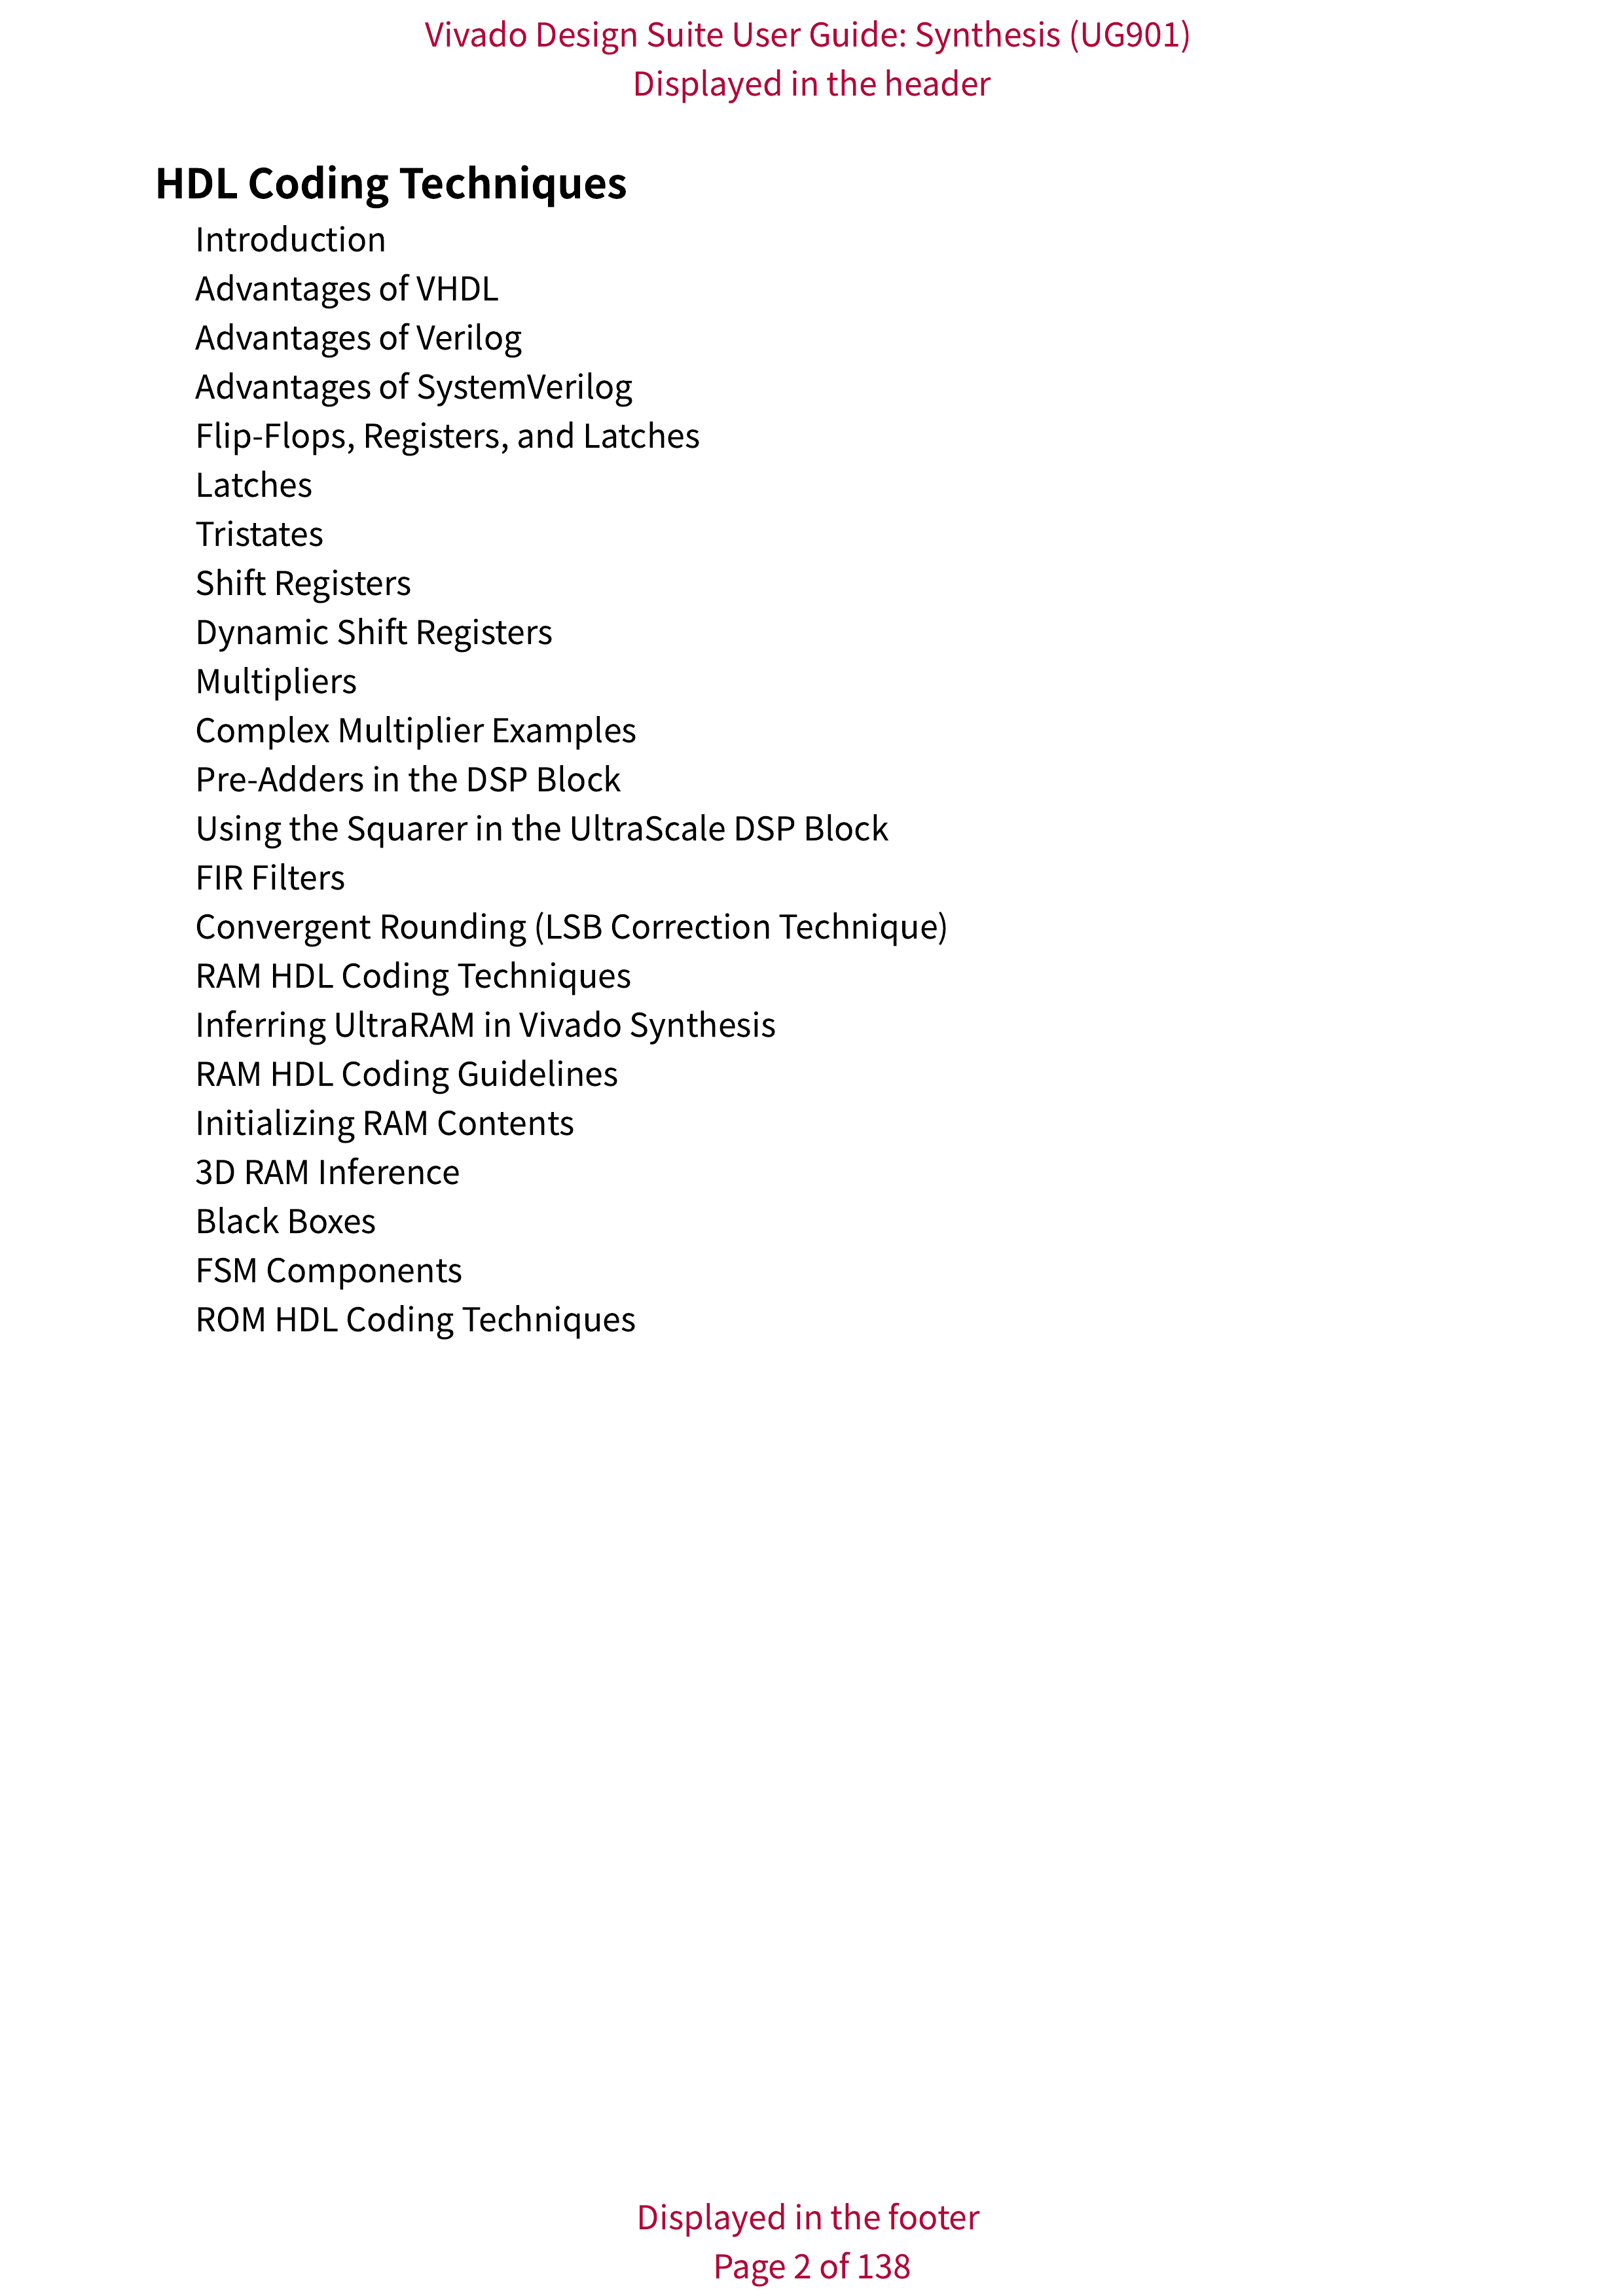 Vivado Design Suite User Guide: Synthesis (UG901)
Displayed in the header
HDL Coding Techniques
Introduction
Advantages of VHDL
Advantages of Verilog
Advantages of SystemVerilog
Flip-Flops, Registers, and Latches
Latches
Tristates
Shift Registers
Dynamic Shift Registers
Multipliers
Complex Multiplier Examples
Pre-Adders in the DSP Block
Using the Squarer in the UltraScale DSP Block
FIR Filters
Convergent Rounding (LSB Correction Technique)
RAM HDL Coding Techniques
Inferring UltraRAM in Vivado Synthesis
RAM HDL Coding Guidelines
Initializing RAM Contents
3D RAM Inference
Black Boxes
FSM Components
ROM HDL Coding Techniques
Displayed in the footer
Page 2 of 138